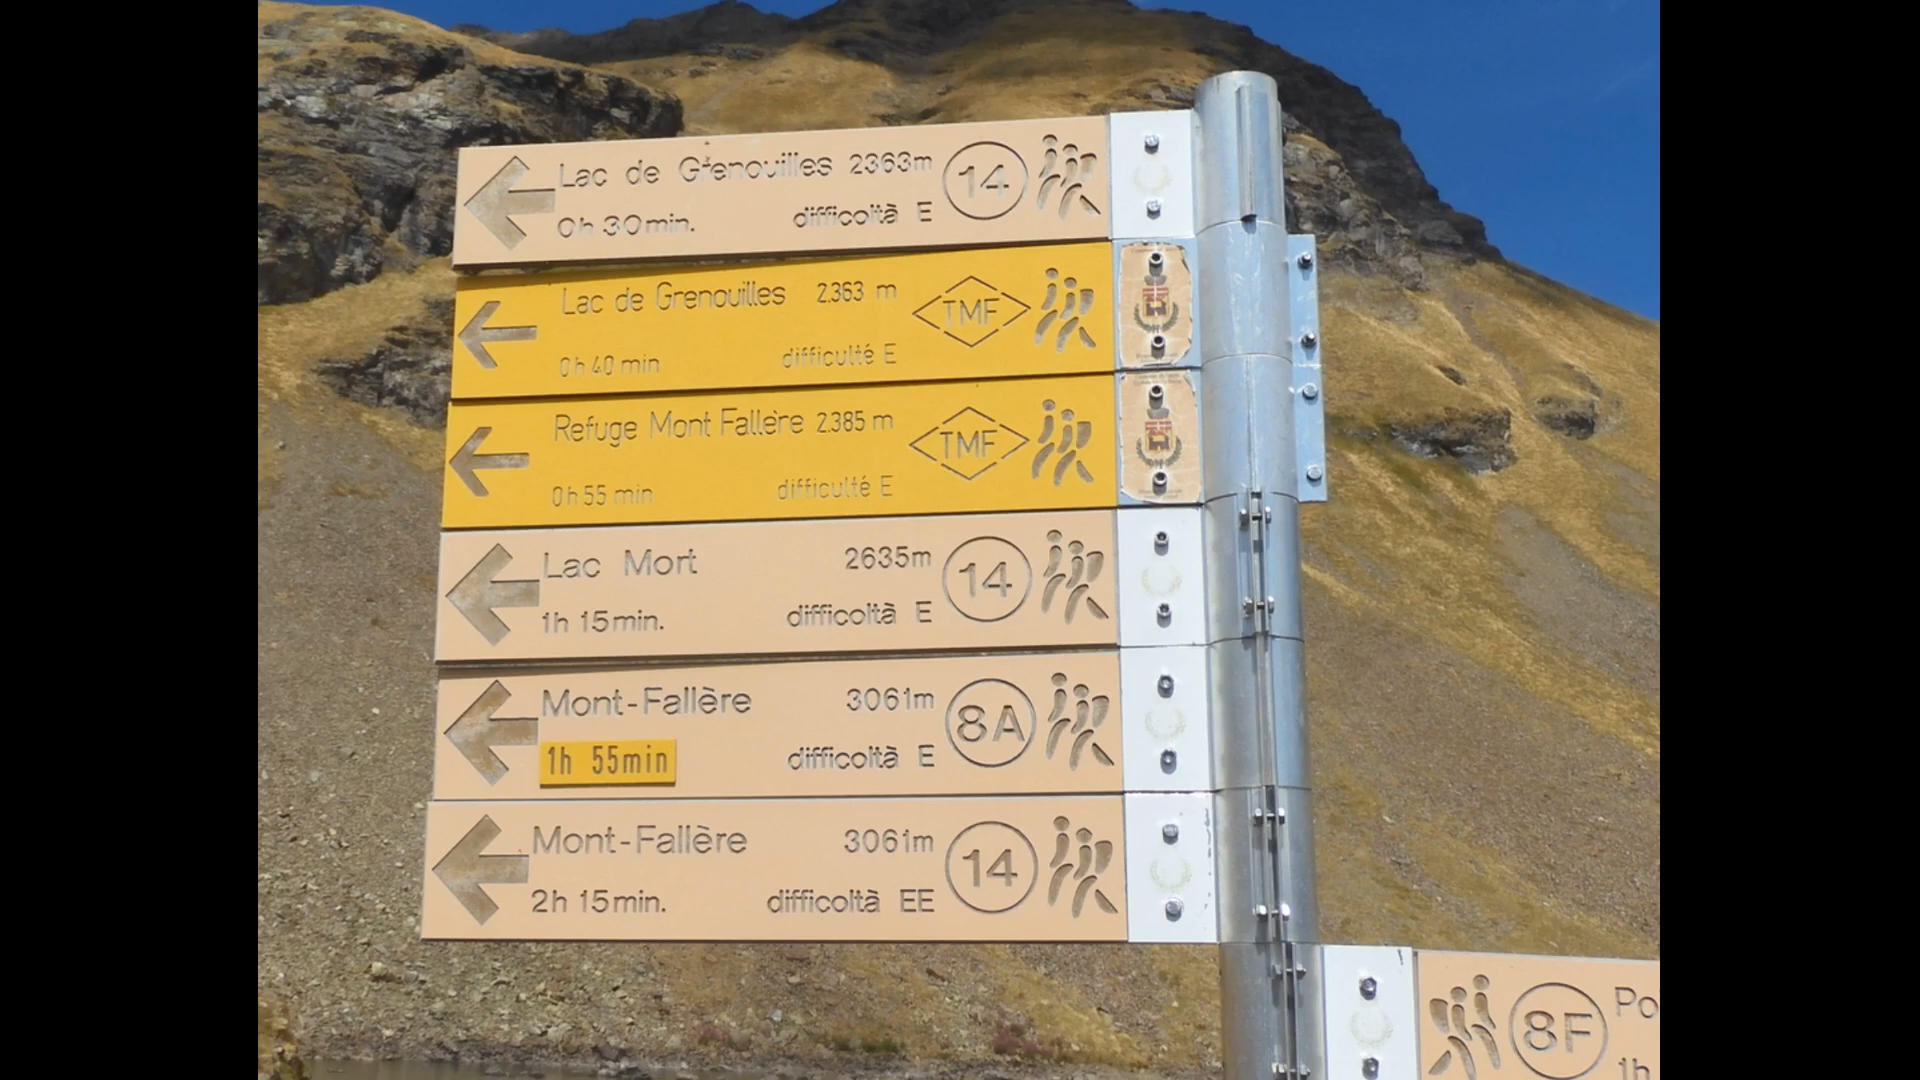 Lac de Grenouilles 2363m 14
0h 30min. difficoltà E
Lac de Grenouilles 2.363 m TMF
0h 40 min difficulté E
Refuge Mont Fallère 2.385 m TMF
0h 55 min difficulté E
Lac Mort 2635m 14
1h 15min. difficoltà E
Mont-Fallère 3061m 8A
1h 55min difficoltà E
Mont-Fallère 3061m 14
2h 15min. difficoltà EE
8F Po
1h